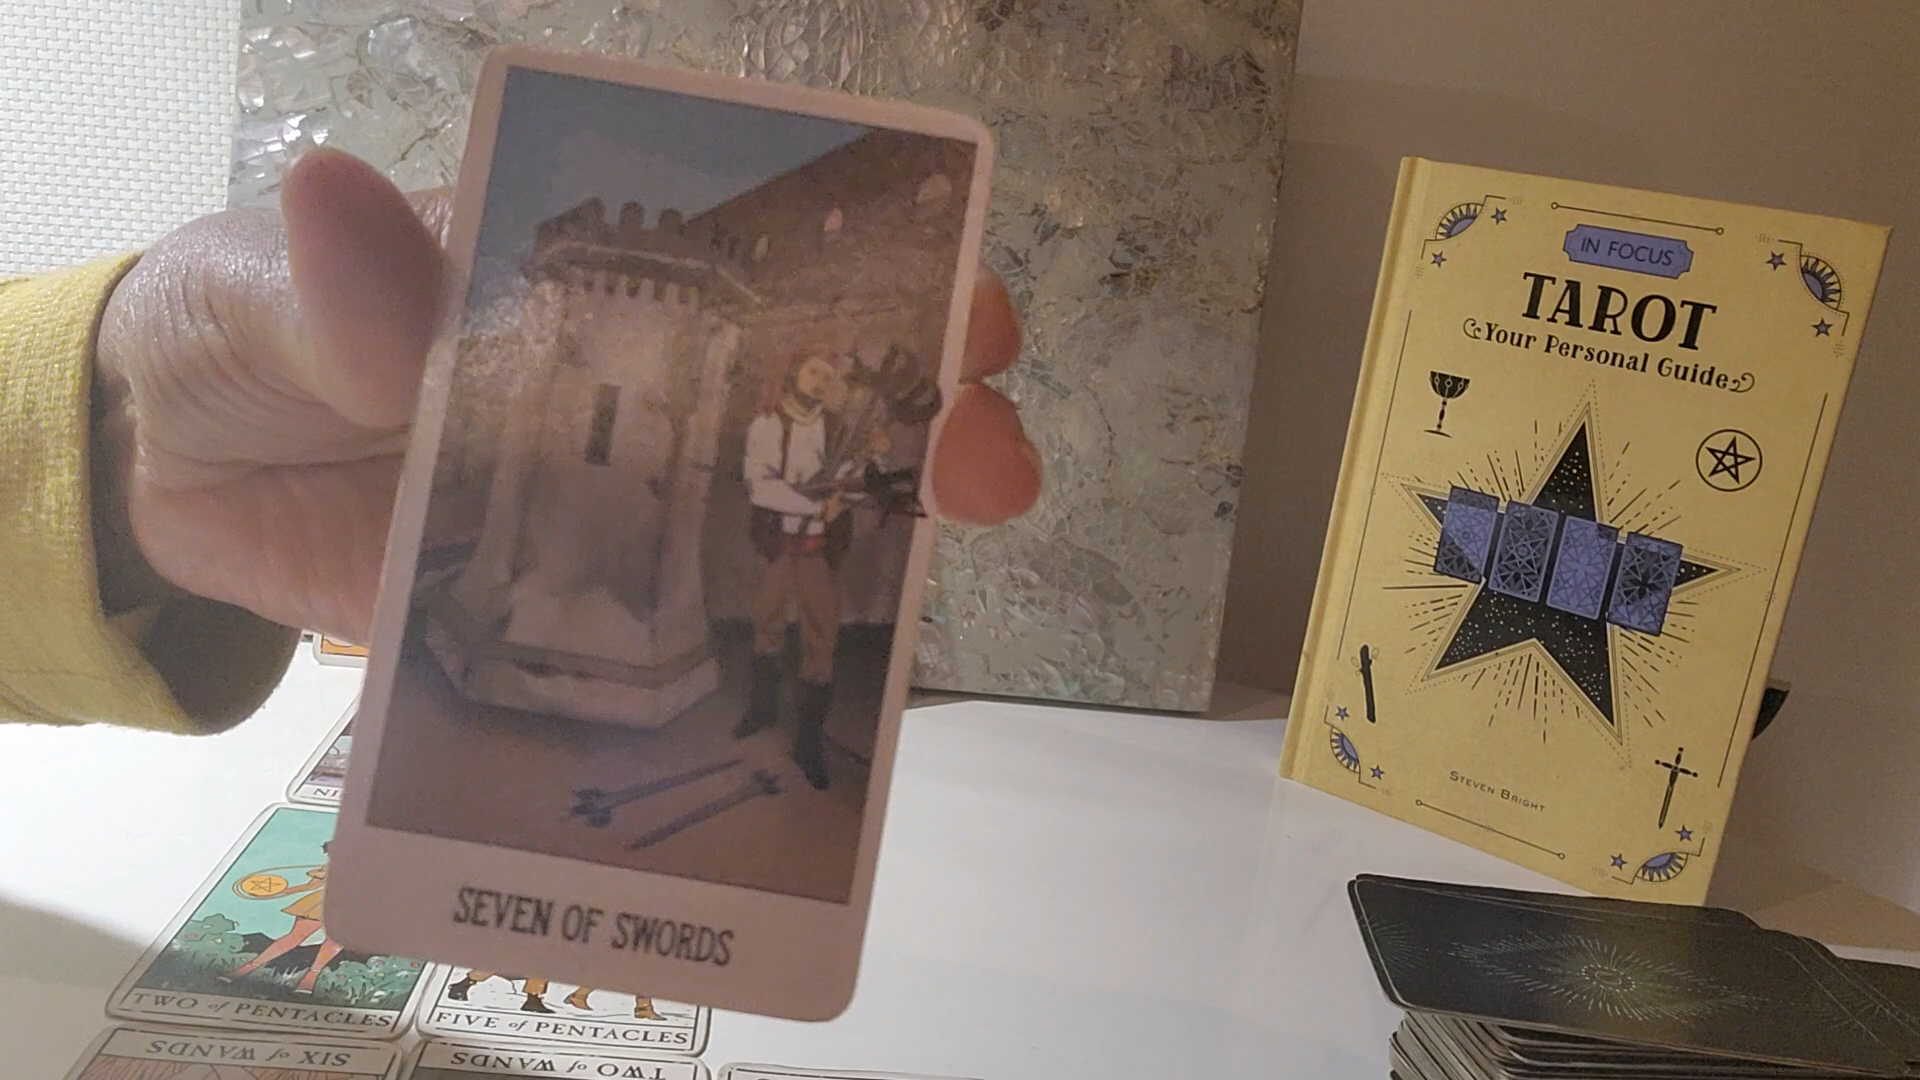 SEVEN OF SWORDS
IN FOCUS
TAROT
Your Personal Guide
STEVEN BRIGHT
NI
TWO of PENTACLES
FIVE of PENTACLES
SIX of WANDS
TWO of WANDS